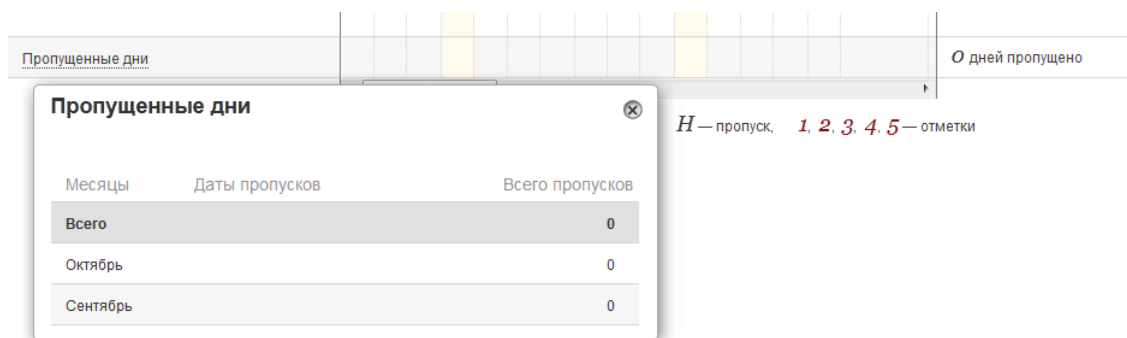 Пропущенные дни
0 дней пропущено
Пропущенные дни
Н — пропуск, 1, 2, 3, 4, 5 — отметки
Месяцы Даты пропусков Всего пропусков
Всего 0
Октябрь 0
Сентябрь 0